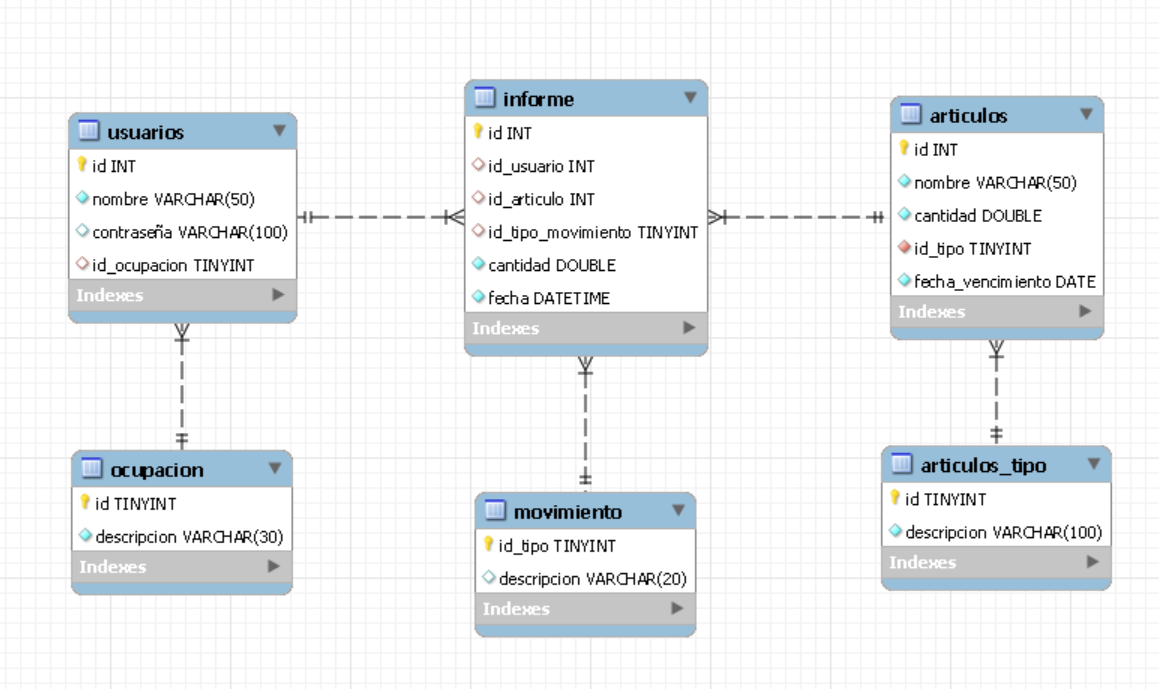 usuarios
id INT
nombre VARCHAR(50)
contraseña VARCHAR(100)
id_ocupacion TINYINT
Indexes
informe
id INT
id_usuario INT
id_articulo INT
id_tipo_movimiento TINYINT
cantidad DOUBLE
fecha DATETIME
Indexes
articulos
id INT
nombre VARCHAR(50)
cantidad DOUBLE
id_tipo TINYINT
fecha_vencimiento DATE
Indexes
ocupacion
id TINYINT
descripcion VARCHAR(30)
Indexes
movimiento
id_tipo TINYINT
descripcion VARCHAR(20)
Indexes
articulos_tipo
id TINYINT
descripcion VARCHAR(100)
Indexes